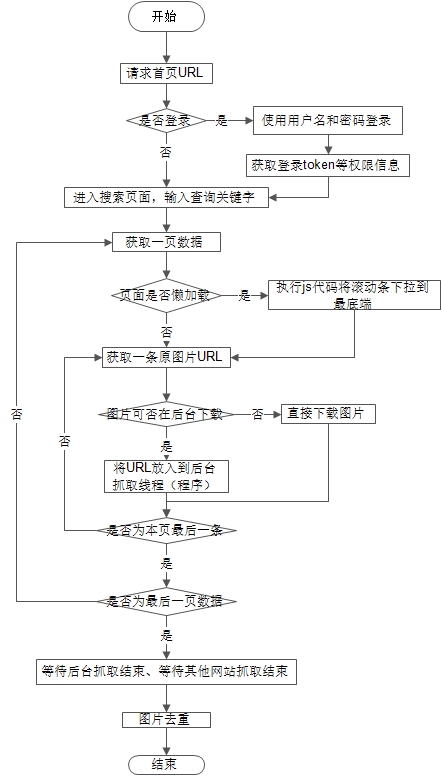 开始
请求首页URL
是否登录
是
使用用户名和密码登录
否
获取登录token等权限信息
进入搜索页面，输入查询关键字
获取一页数据
页面是否懒加载
是
执行js代码将滚动条下拉到
最底端
否
获取一条原图片URL
否
图片可否在后台下载
否
直接下载图片
否
是
将URL放入到后台
抓取线程（程序）
是否为本页最后一条
是
是否为最后一页数据
是
等待后台抓取结束、等待其他网站抓取结束
图片去重
结束